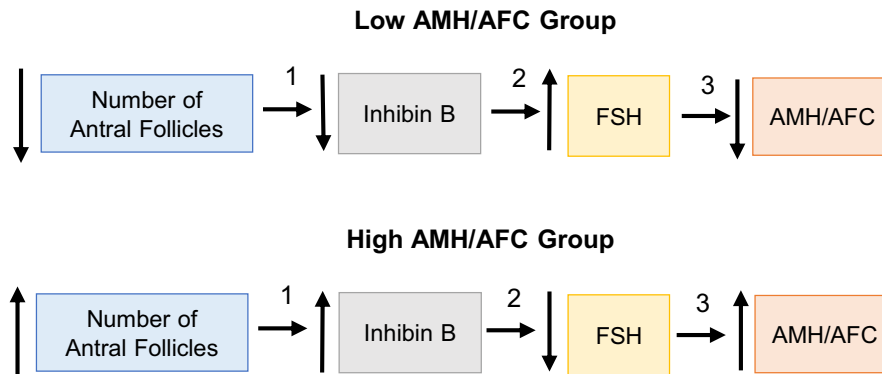 Low AMH/AFC Group
1
2
3
Number of
Antral Follicles
Inhibin B
FSH
AMH/AFC
High AMH/AFC Group
1
2
3
Number of
Antral Follicles
Inhibin B
FSH
AMH/AFC